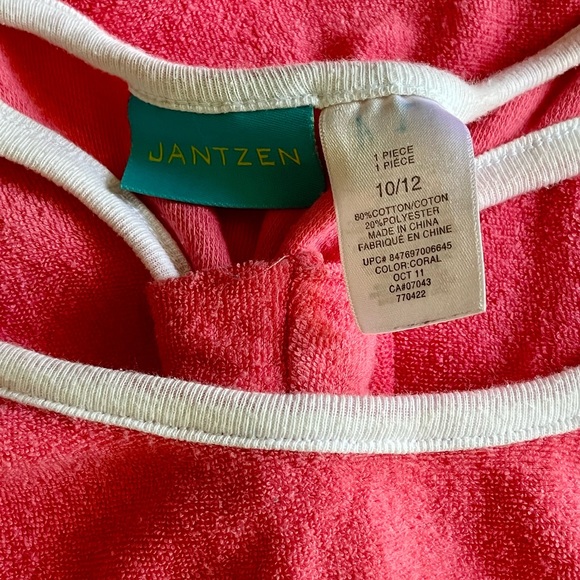 JANTZEN
1 PIECE
1 PIÈCE
10/12
80%COTTON/COTON
20%POLYESTER
MADE IN CHINA
FABRIQUÉ EN CHINE
UPC# 847697006645
COLOR:CORAL
OCT 11
CA#07043
770422